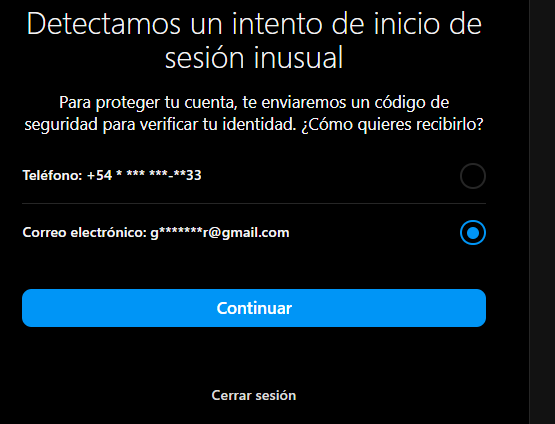 Detectamos un intento de inicio de
sesión inusual
Para proteger tu cuenta, te enviaremos un código de
seguridad para verificar tu identidad. ¿Cómo quieres recibirlo?
Teléfono: +54 * *** ***-**33
Correo electrónico: g*******r@gmail.com
Continuar
Cerrar sesión